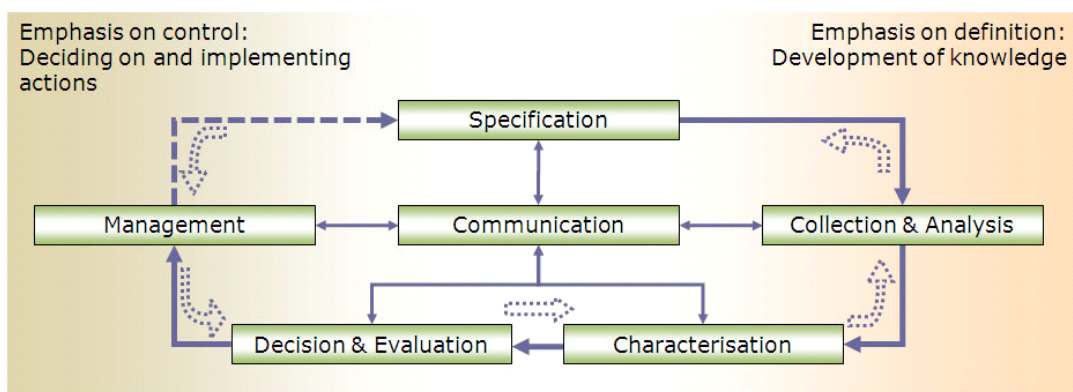 Emphasis on control:
Deciding on and implementing
actions
Emphasis on definition:
Development of knowledge
Specification
Management
Communication
Collection & Analysis
Decision & Evaluation
Characterisation